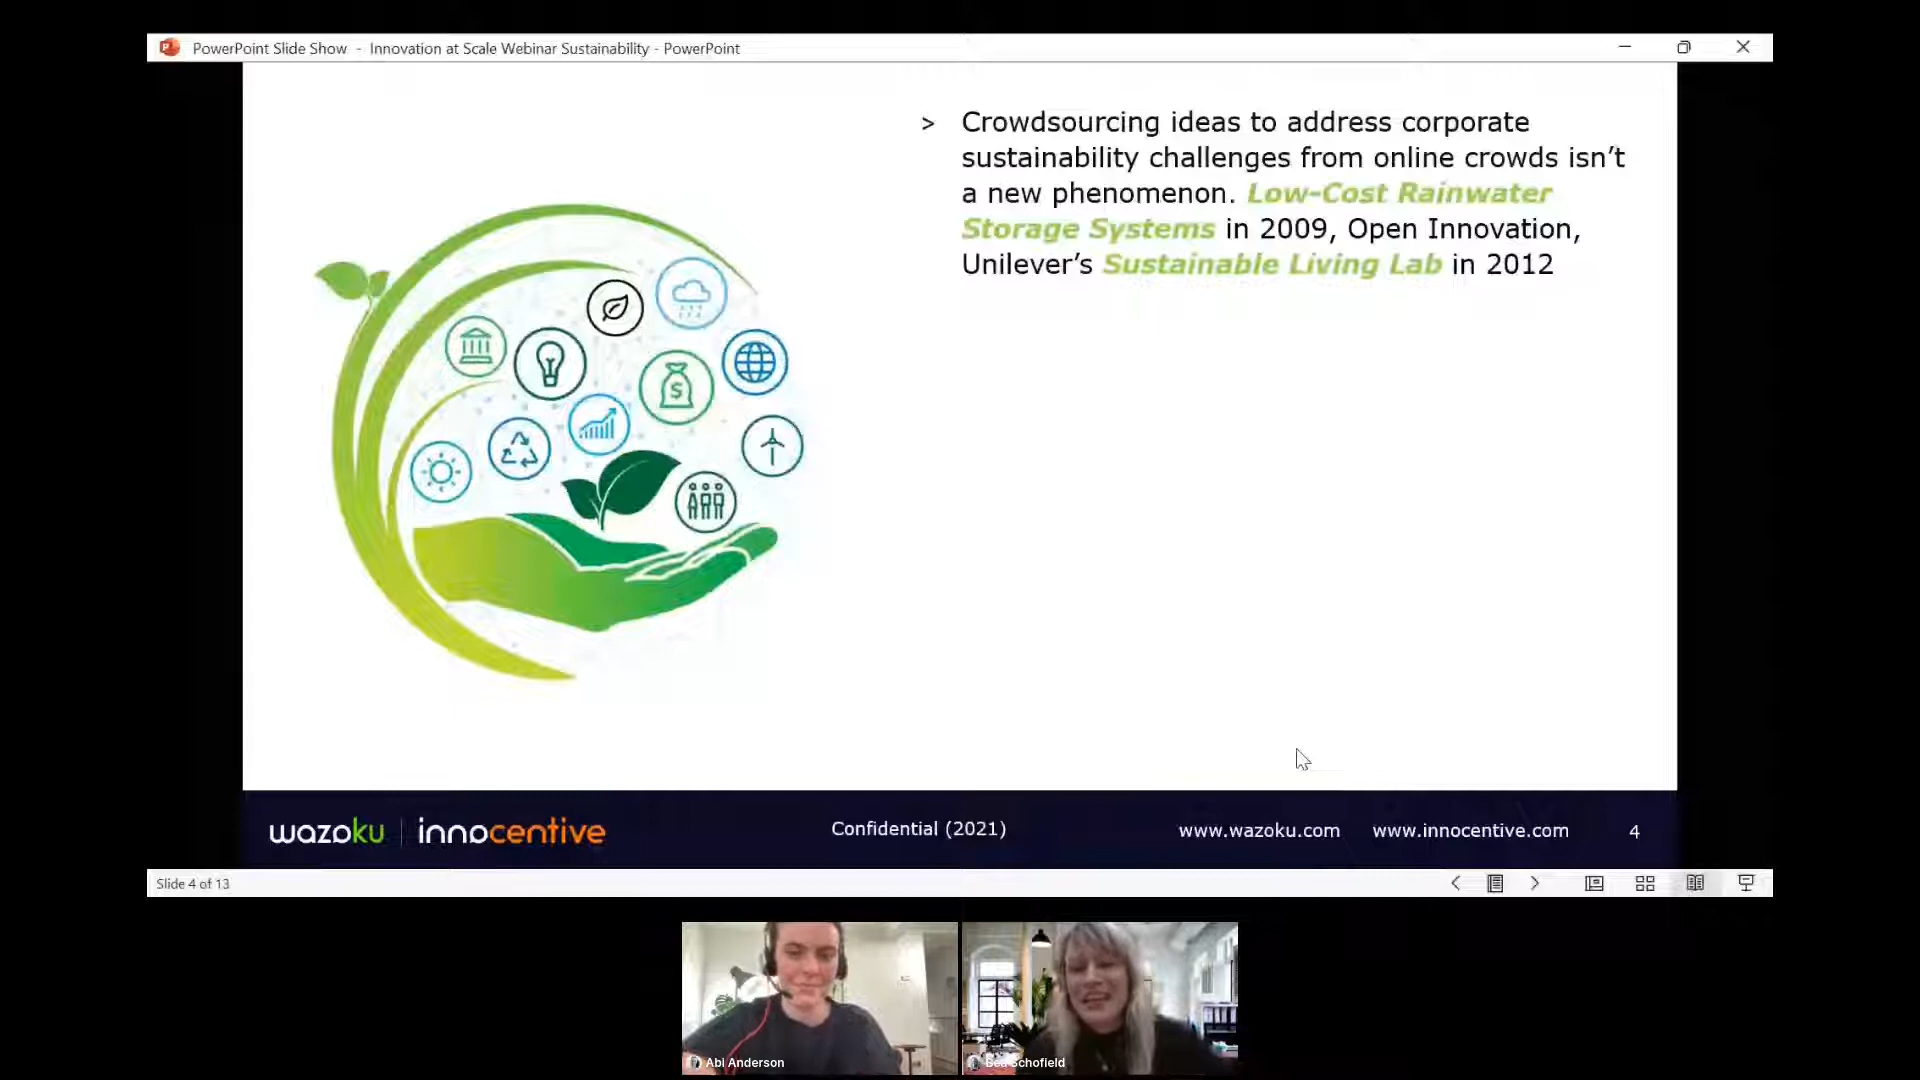 PowerPoint Slide Show - Innovation at Scale Webinar Sustainability - PowerPoint
> Crowdsourcing ideas to address corporate
sustainability challenges from online crowds isn't
a new phenomenon. Low-Cost Rainwater
Storage Systems in 2009, Open Innovation,
Unilever's Sustainable Living Lab in 2012
$
wazoku | innocentive
Confidential (2021)
www.wazoku.com
www.innocentive.com
4
Slide 4 of 13
Abi Anderson
Schofield